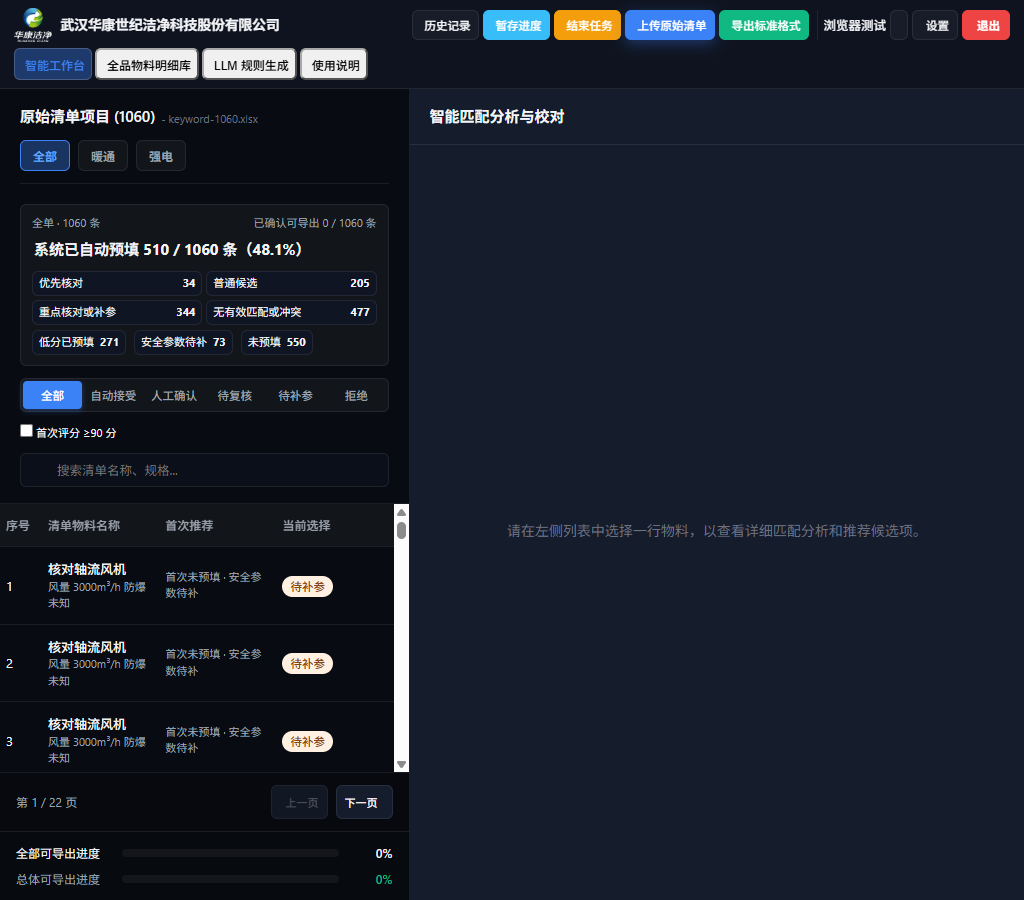 华康洁净
武汉华康世纪洁净科技股份有限公司
历史记录
暂存进度
结束任务
上传原始清单
导出标准格式
浏览器测试
设置
退出
智能工作台
全品物料明细库
LLM 规则生成
使用说明
原始清单项目 (1060) - keyword-1060.xlsx
全部
暖通
强电
全单 · 1060 条
已确认可导出 0 / 1060 条
系统已自动预填 510 / 1060 条（48.1%）
优先核对 34
普通候选 205
重点核对或补参 344
无有效匹配或冲突 477
低分已预填 271
安全参数待补 73
未预填 550
全部
自动接受
人工确认
待复核
待补参
拒绝
首次评分 ≥90 分
搜索清单名称、规格...
序号
清单物料名称
首次推荐
当前选择
1
核对轴流风机
风量 3000m³/h 防爆
未知
首次未预填 · 安全参
数待补
待补参
2
核对轴流风机
风量 3000m³/h 防爆
未知
首次未预填 · 安全参
数待补
待补参
3
核对轴流风机
风量 3000m³/h 防爆
未知
首次未预填 · 安全参
数待补
待补参
第 1 / 22 页
上一页
下一页
全部可导出进度
0%
总体可导出进度
0%
智能匹配分析与校对
请在左侧列表中选择一行物料，以查看详细匹配分析和推荐候选项。